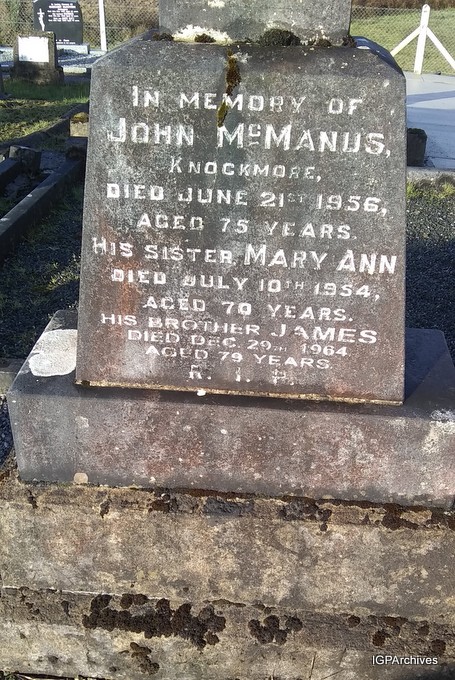 In memory of
John McManus,
Knockmore,
died June 21st 1956,
aged 75 years.
His sister Mary Ann
died July 10th 1954,
aged 70 years.
His brother James
died Dec. 29th 1964
aged 79 years
R. I. P.
IGPArchives